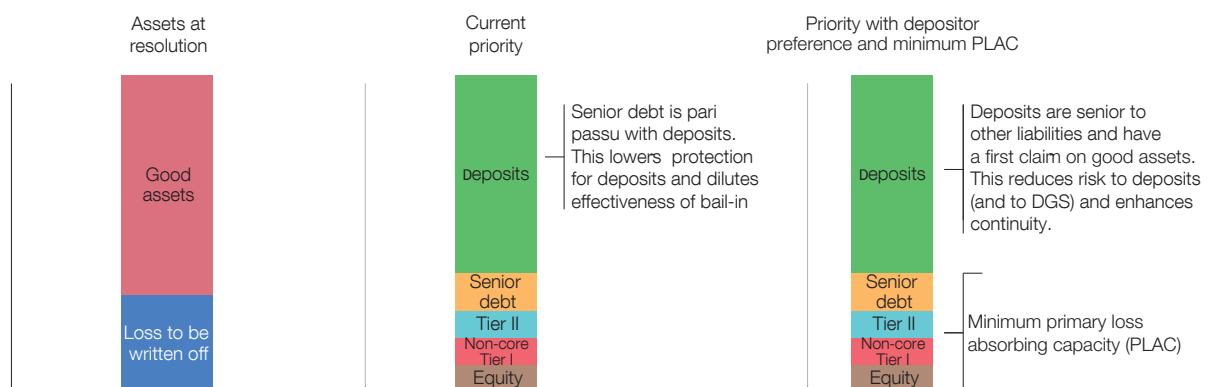 Assets at
resolution
Current
priority
Priority with depositor
preference and minimum PLAC
Good
assets
Loss to be
written off
Deposits
Senior
debt
Tier II
Non-core
Tier I
Equity
Senior debt is pari
passu with deposits.
This lowers protection
for deposits and dilutes
effectiveness of bail-in
Deposits
Senior
debt
Tier II
Non-core
Tier I
Equity
Deposits are senior to
other liabilities and have
a first claim on good assets.
This reduces risk to deposits
(and to DGS) and enhances
continuity.
Minimum primary loss
absorbing capacity (PLAC)